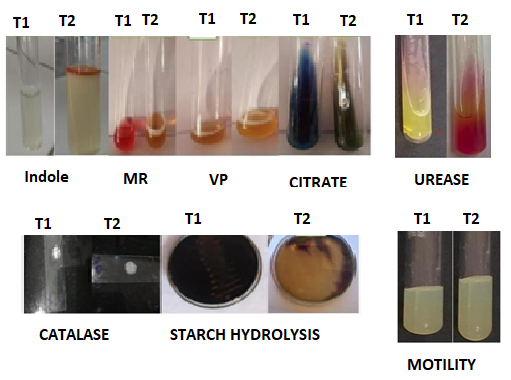 T1 T2 T1 T2 T1 T2 T1 T2 T1 T2
Indole MR VP CITRATE UREASE
T1 T2 T1 T2 T1 T2
CATALASE STARCH HYDROLYSIS
MOTILITY